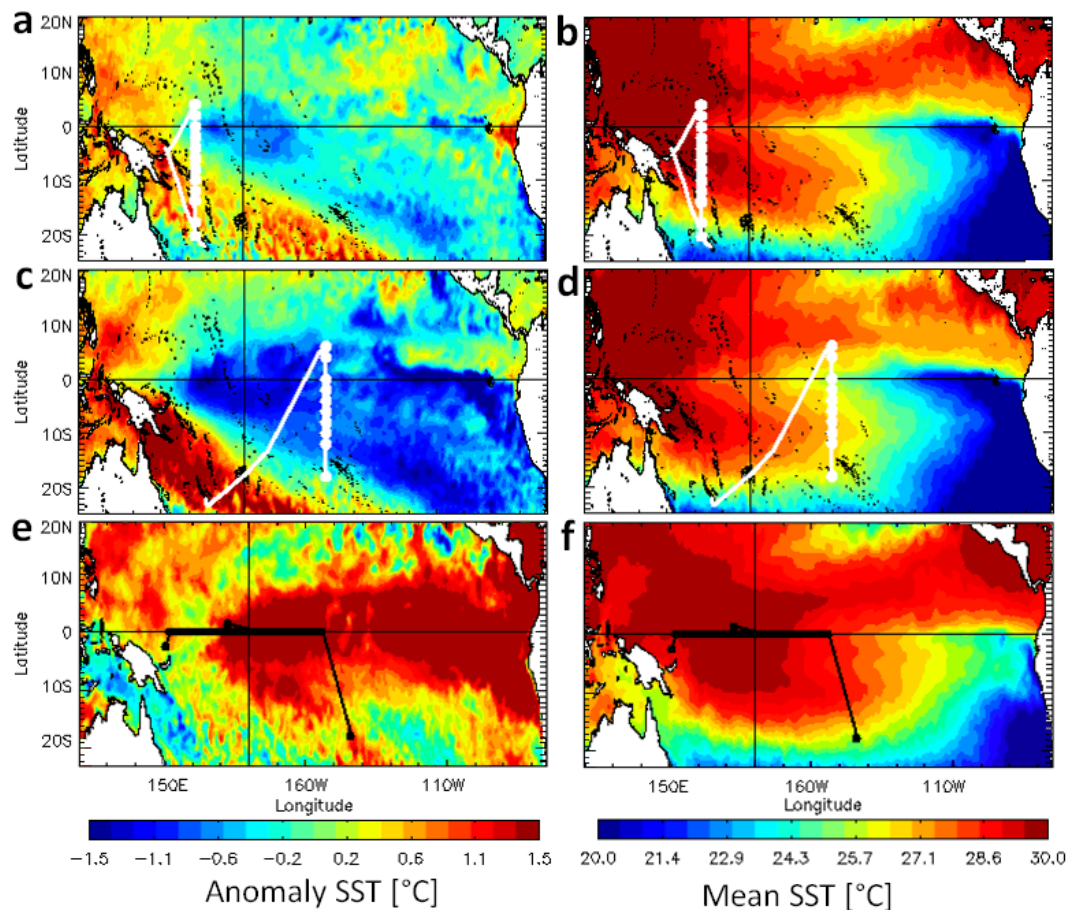 a
b
20N
10N
0
10S
20S
Latitude
Latitude
c
d
20N
10N
0
10S
20S
Latitude
Latitude
e
f
20N
10N
0
10S
20S
Latitude
Latitude
150E 160W 110W
Longitude
150E 160W 110W
Longitude
−1.5 −1.1 −0.6 −0.2 0.2 0.6 1.1 1.5
Anomaly SST [°C]
20.0 21.4 22.9 24.3 25.7 27.1 28.6 30.0
Mean SST [°C]